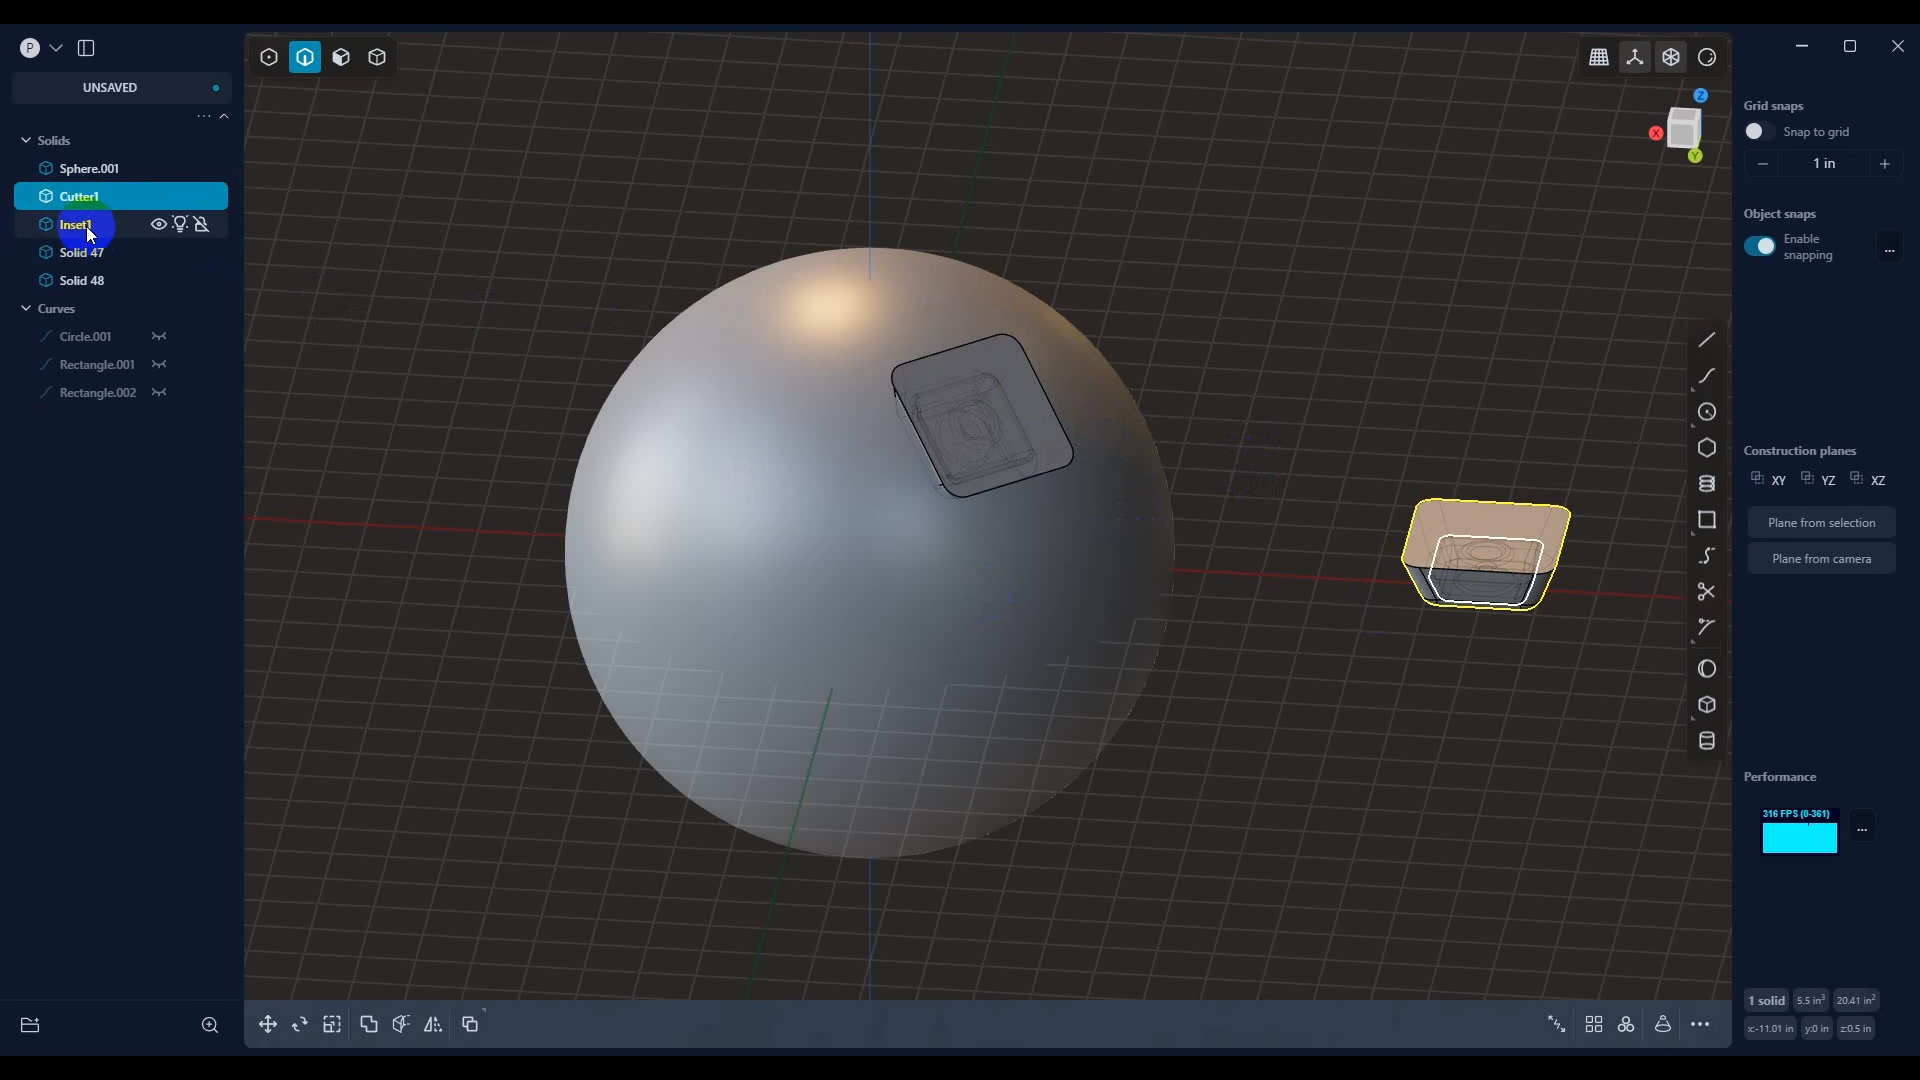 P
UNSAVED
Solids
Sphere.001
Cutter1
Inset1
Solid 47
Solid 48
Curves
Circle.001
Rectangle.001
Rectangle.002
Z
X
Y
Grid snaps
Snap to grid
1 in
Object snaps
Enable
snapping
Construction planes
XY YZ XZ
Plane from selection
Plane from camera
Performance
316 FPS (0-361)
1 solid 5.5 in³ 20.41 in²
x:-11.01 in y:0 in z:0.5 in